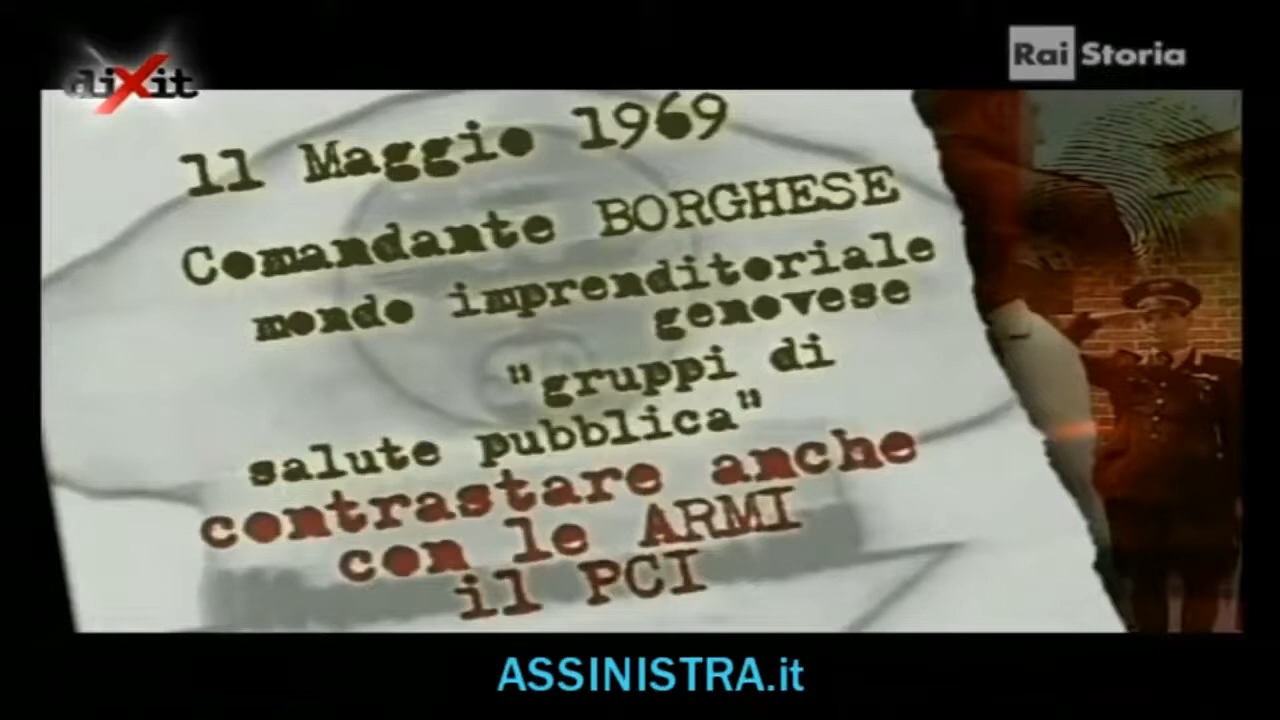 diXit
Rai Storia
11 Maggio 1969
Comandante BORGHESE
mondo imprenditoriale
genovese
"gruppi di
salute pubblica"
contrastare anche
con le ARMI
il PCI
ASSINISTRA.it